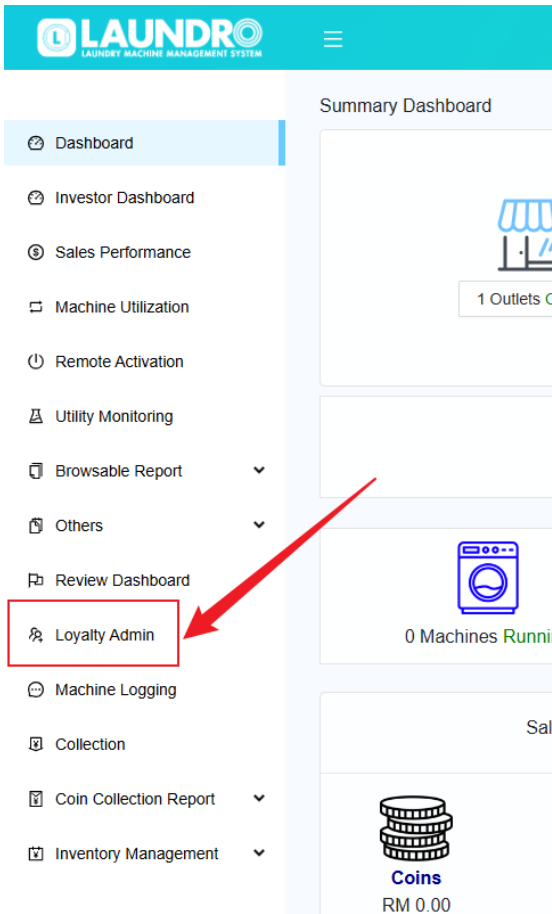 LAUNDRO
LAUNDRY MACHINE MANAGEMENT SYSTEM
Summary Dashboard
Dashboard
Investor Dashboard
Sales Performance
Machine Utilization
1 Outlets
Remote Activation
Utility Monitoring
Browsable Report
Others
Review Dashboard
Loyalty Admin
0 Machines
Machine Logging
Collection
Coin Collection Report
Inventory Management
Coins
RM 0.00